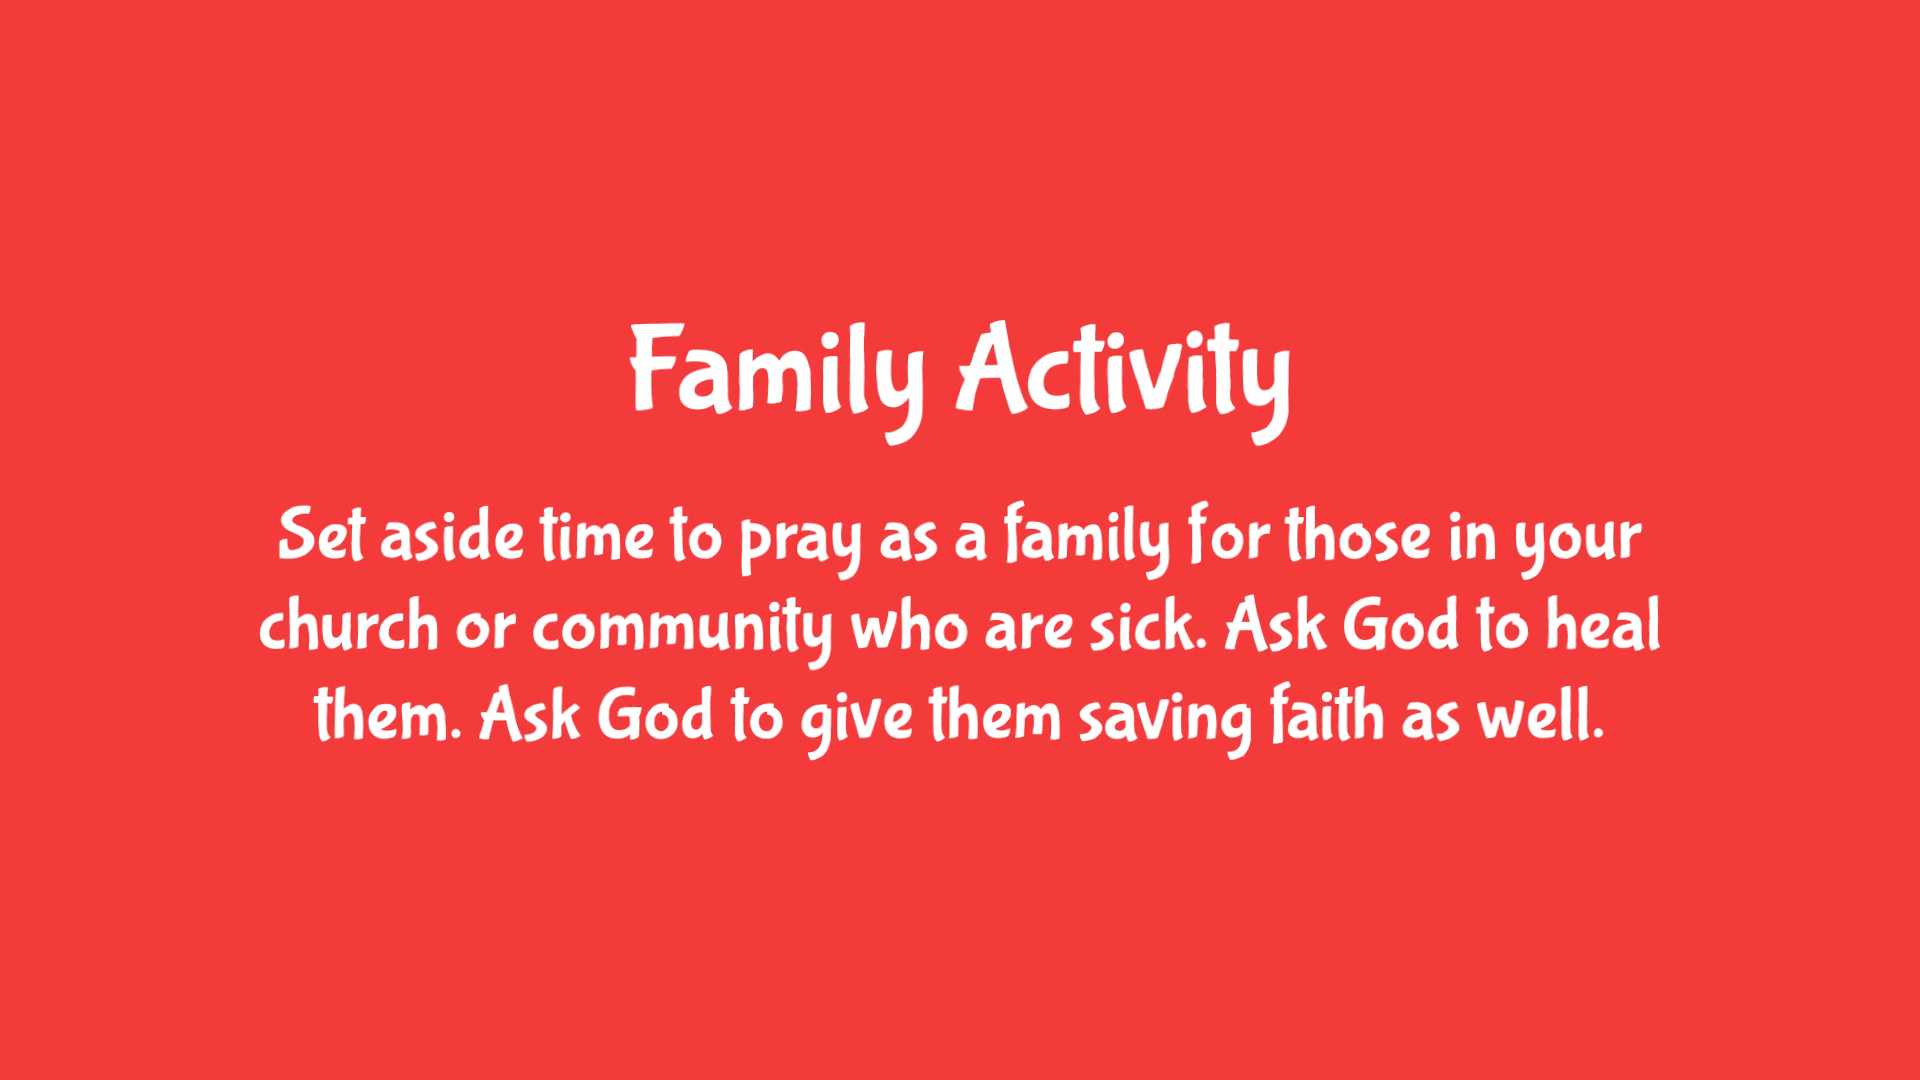 Family Activity
Set aside time to pray as a family for those in your
church or community who are sick. Ask God to heal
them. Ask God to give them saving faith as well.